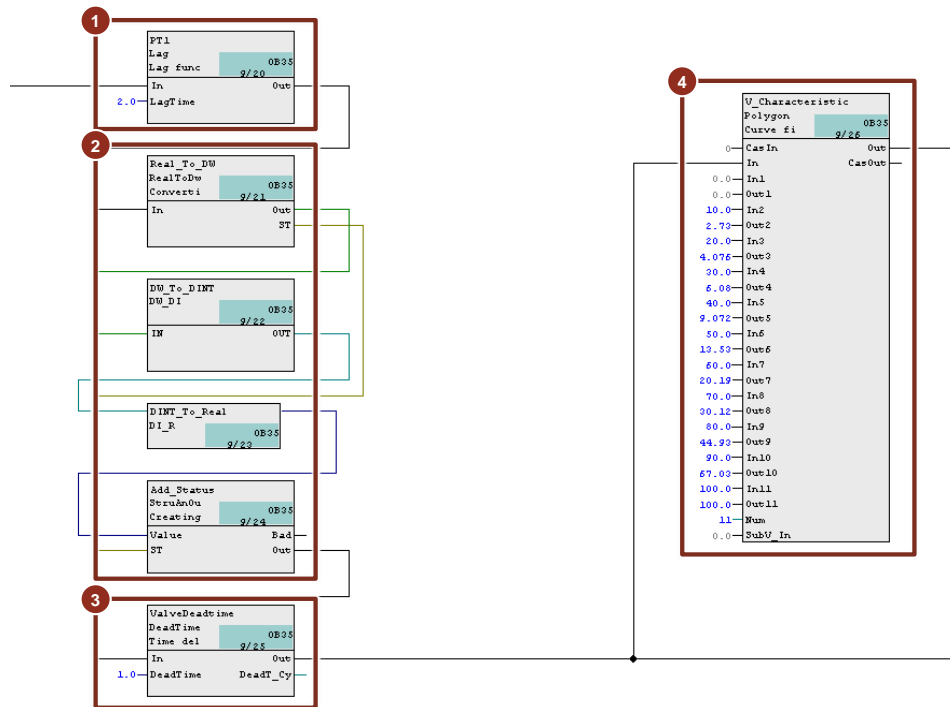 1
PT1
Lag
Lag func
OB35
9/20
In
Out
2.0
LagTime
2
Real_To_DW
RealToDw
Converti
OB35
9/21
In
Out
ST
DW_To_DINT
DW_DI
OB35
9/22
IN
OUT
DINT_To_Real
DI_R
OB35
9/23
Add_Status
StruAnOu
Creating
OB35
9/24
Value
Bad
ST
Out
3
ValveDeadtime
DeadTime
Time del
OB35
9/25
In
Out
1.0
DeadTime
DeadT_Cy
4
V_Characteristic
Polygon
Curve fi
OB35
9/26
0 CasIn Out
In CasOut
0.0 In1
0.0 Out1
10.0 In2
2.73 Out2
20.0 In3
4.076 Out3
30.0 In4
6.08 Out4
40.0 In5
9.072 Out5
50.0 In6
13.53 Out6
60.0 In7
20.19 Out7
70.0 In8
30.12 Out8
80.0 In9
44.93 Out9
90.0 In10
67.03 Out10
100.0 In11
100.0 Out11
11 Num
0.0 SubV_In